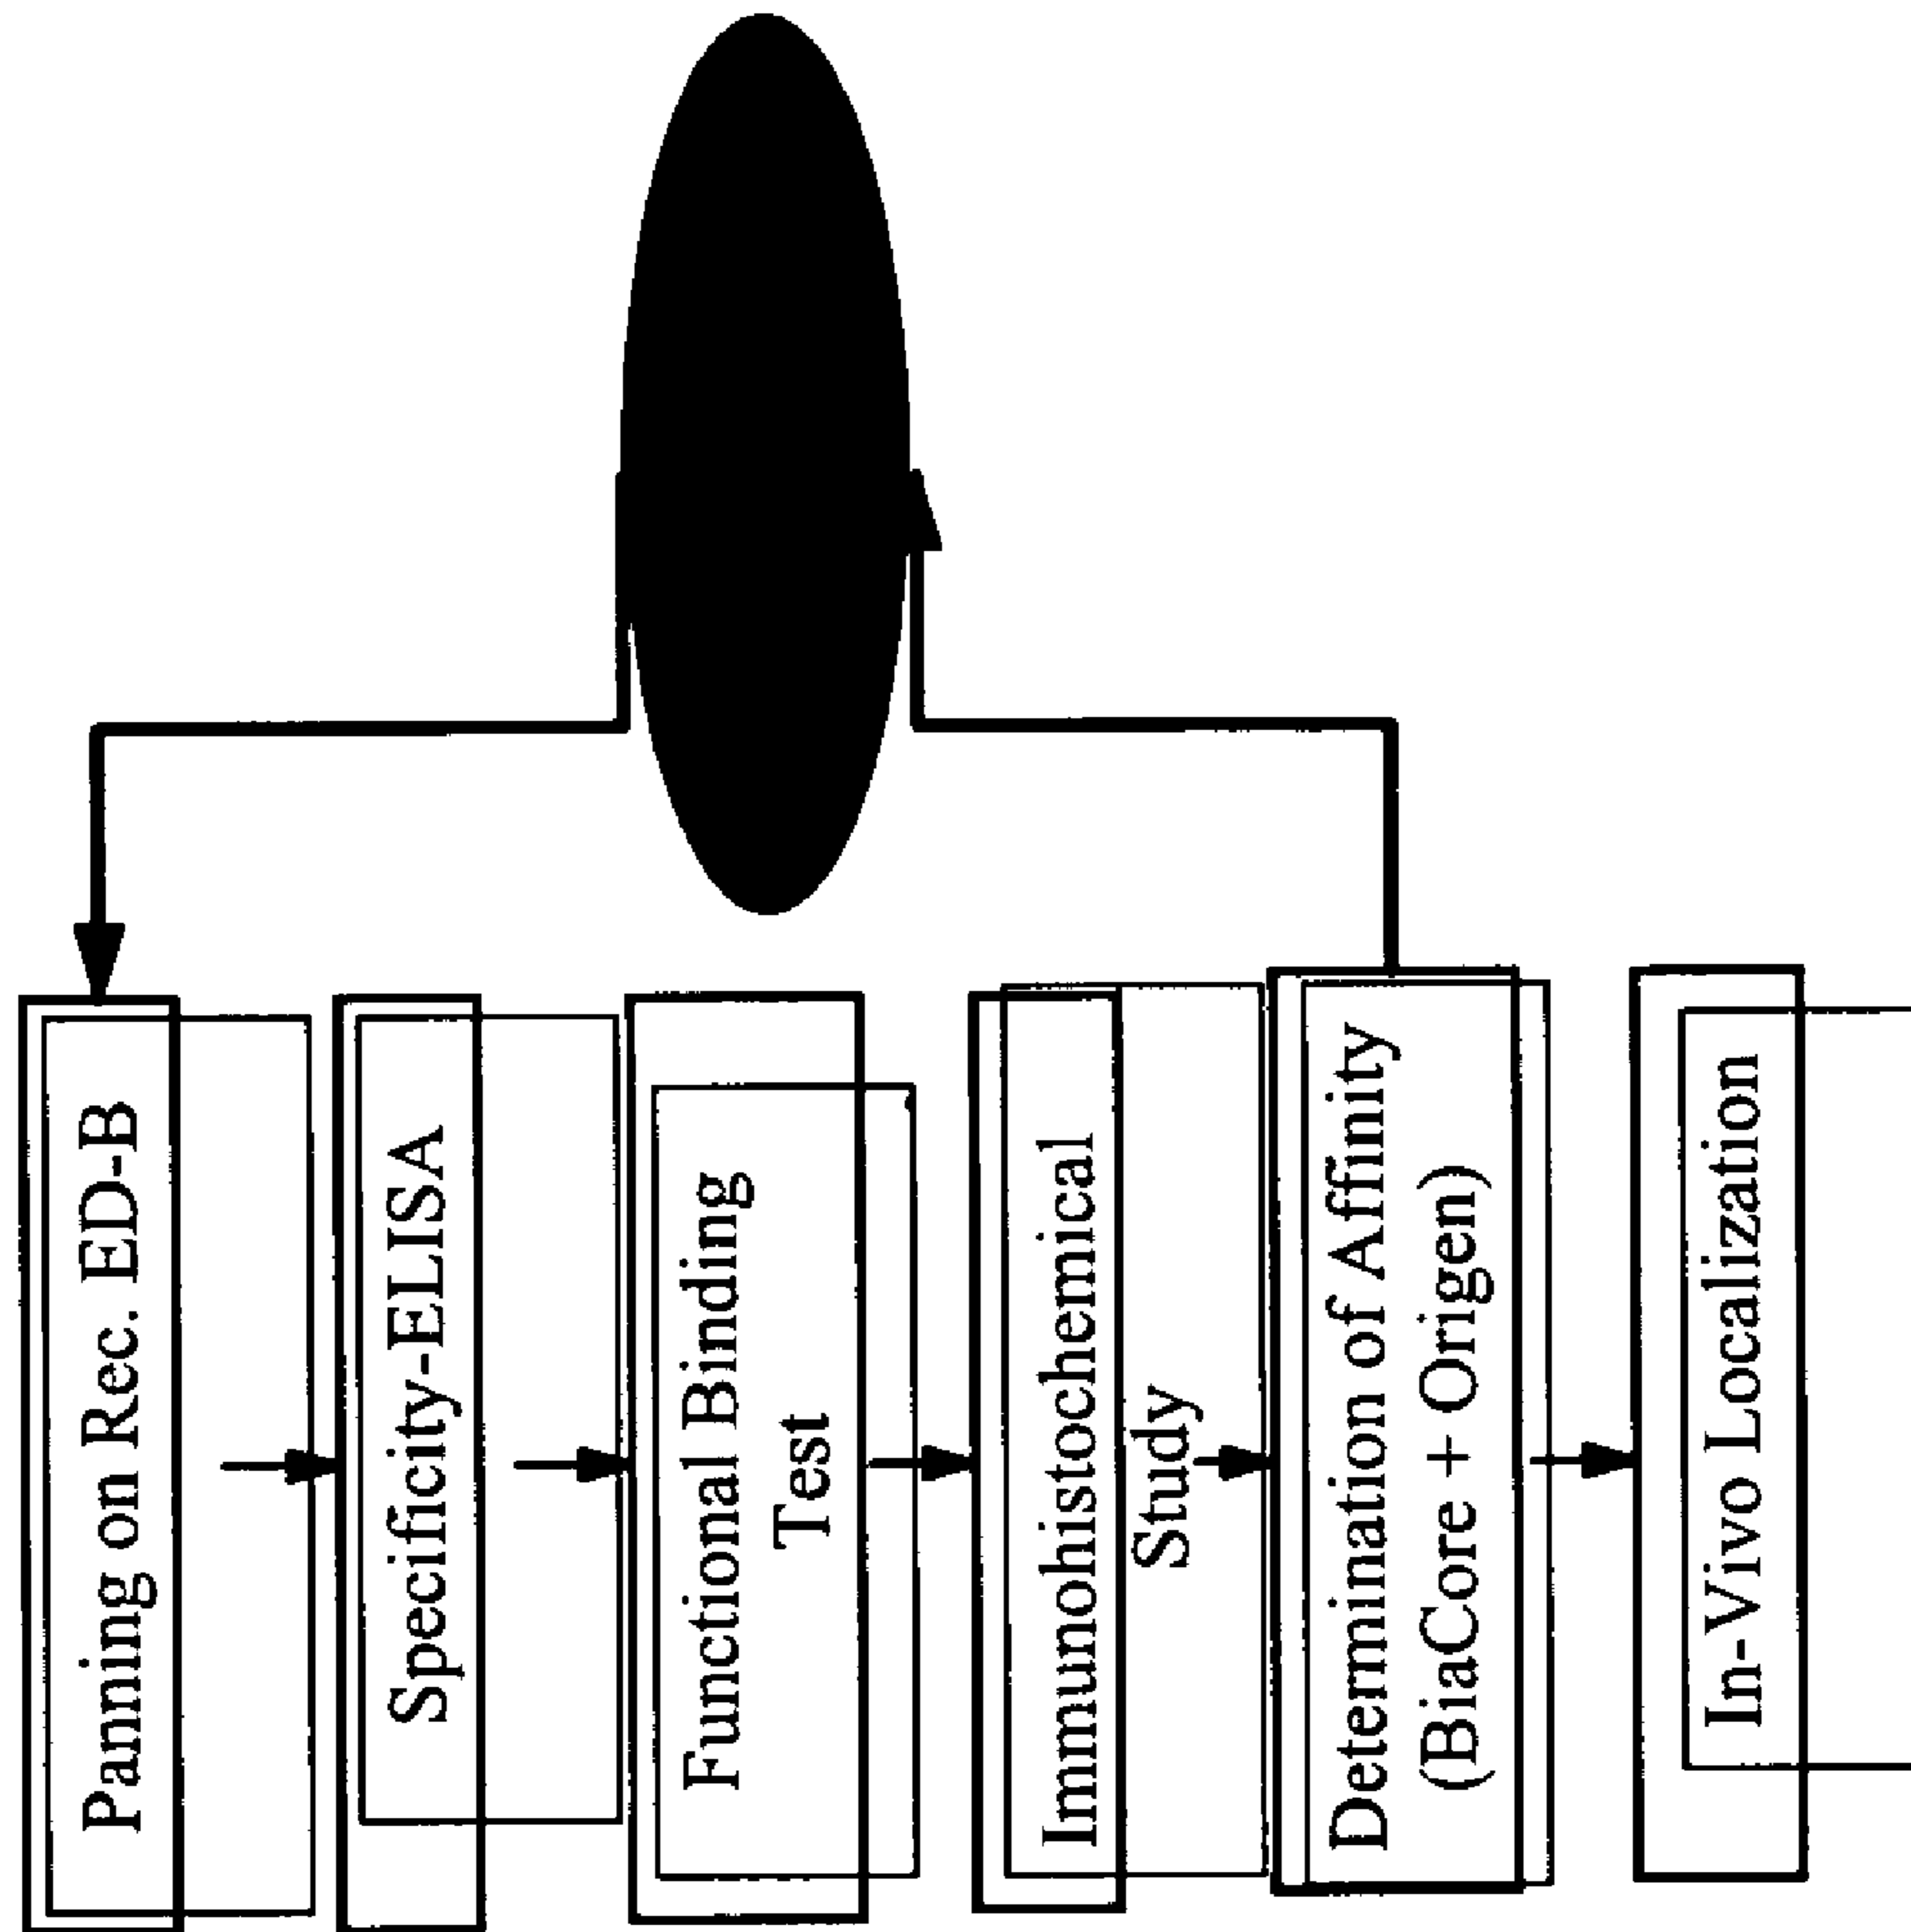 Panning on Rec. ED-B
Specificity-ELISA
Functional Binding
Test
Immunohistochemical
Study
Determination of Affinity
(BiaCore + Origen)
In-Vivo Localization